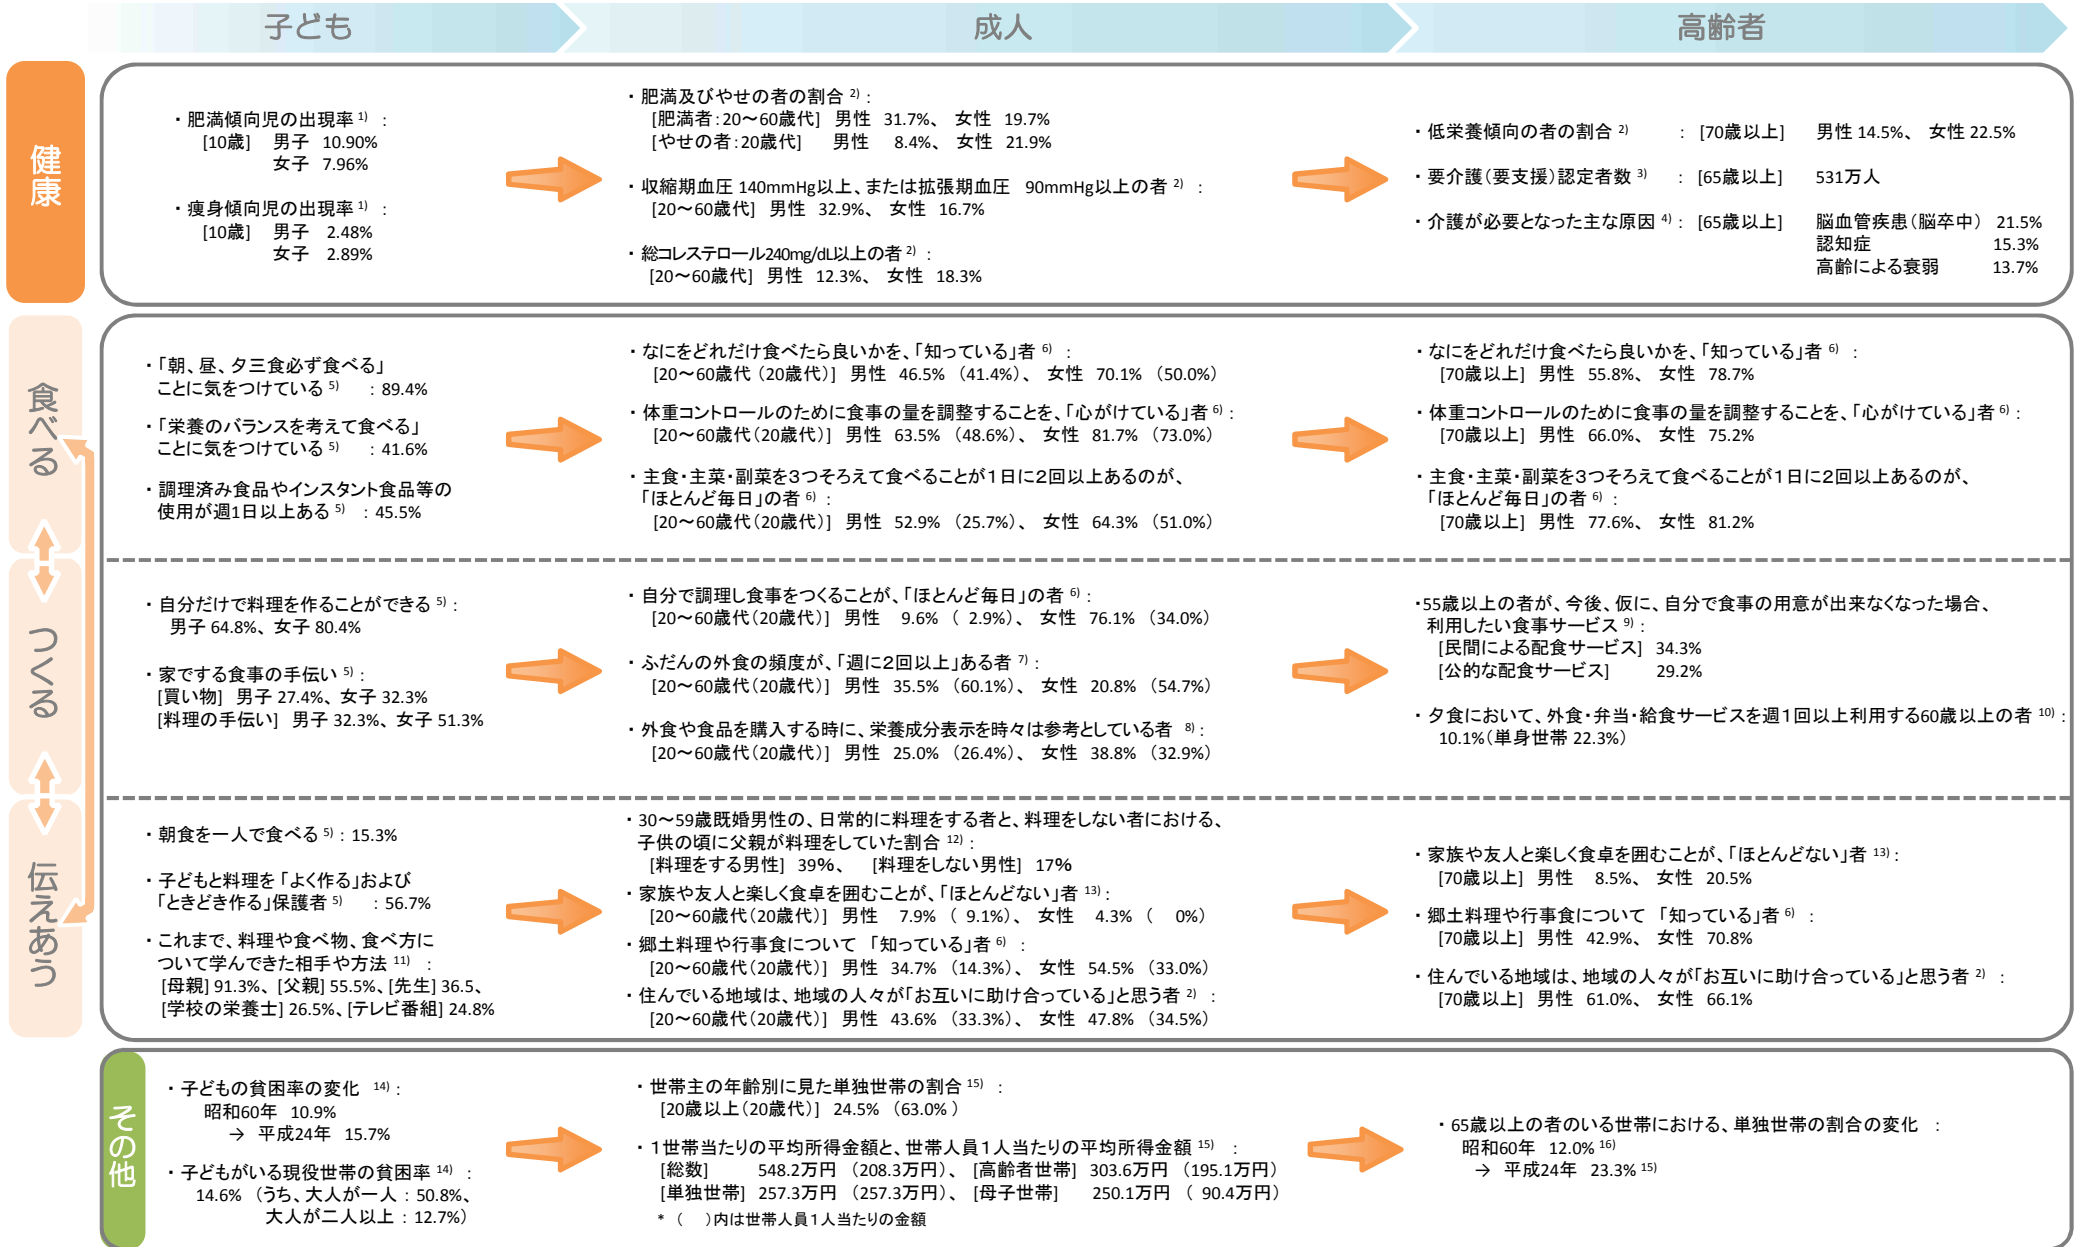 子ども
成人
高齢者
健康
・肥満傾向児の出現率 1) ：
[10歳] 男子 10.90%
女子 7.96%
・痩身傾向児の出現率 1) ：
[10歳] 男子 2.48%
女子 2.89%
・肥満及びやせの者の割合 2)：
[肥満者：20～60歳代] 男性 31.7%、 女性 19.7%
[やせの者：20歳代] 男性 8.4%、 女性 21.9%
・収縮期血圧 140mmHg以上、または拡張期血圧 90mmHg以上の者 2) ：
[20～60歳代] 男性 32.9%、 女性 16.7%
・総コレステロール240mg/dL以上の者 2) ：
[20～60歳代] 男性 12.3%、 女性 18.3%
・低栄養傾向の者の割合 2) ： [70歳以上] 男性 14.5%、 女性 22.5%
・要介護（要支援）認定者数 3) ： [65歳以上] 531万人
・介護が必要となった主な原因 4) ： [65歳以上] 脳血管疾患（脳卒中） 21.5%
認知症 15.3%
高齢による衰弱 13.7%
食べる
・「朝、昼、夕三食必ず食べる」
ことに気をつけている 5) ：89.4%
・「栄養のバランスを考えて食べる」
ことに気をつけている 5) ：41.6%
・調理済み食品やインスタント食品等の
使用が週1日以上ある 5) ：45.5%
・なにをどれだけ食べたら良いかを、「知っている」者 6) ：
[20～60歳代（20歳代）] 男性 46.5% （41.4%）、 女性 70.1% （50.0%）
・体重コントロールのために食事の量を調整することを、「心がけている」者 6)：
[20～60歳代（20歳代）] 男性 63.5% （48.6%）、 女性 81.7% （73.0%）
・主食・主菜・副菜を３つそろえて食べることが１日に２回以上あるのが、
「ほとんど毎日」の者 6) ：
[20～60歳代（20歳代）] 男性 52.9% （25.7%）、 女性 64.3% （51.0%）
・なにをどれだけ食べたら良いかを、「知っている」者 6) ：
[70歳以上] 男性 55.8%、 女性 78.7%
・体重コントロールのために食事の量を調整することを、「心がけている」者 6)：
[70歳以上] 男性 66.0%、 女性 75.2%
・主食・主菜・副菜を３つそろえて食べることが１日に２回以上あるのが、
「ほとんど毎日」の者 6) ：
[70歳以上] 男性 77.6%、 女性 81.2%
つくる
・自分だけで料理を作ることができる 5)：
男子 64.8%、女子 80.4%
・家でする食事の手伝い 5)：
[買い物] 男子 27.4%、女子 32.3%
[料理の手伝い] 男子 32.3%、女子 51.3%
・自分で調理し食事をつくることが、「ほとんど毎日」の者 6)：
[20～60歳代（20歳代）] 男性 9.6% （ 2.9%）、 女性 76.1% （34.0%）
・ふだんの外食の頻度が、「週に２回以上」ある者 7)：
[20～60歳代（20歳代）] 男性 35.5% （60.1%）、 女性 20.8% （54.7%）
・外食や食品を購入する時に、栄養成分表示を時々は参考としている者 8)：
[20～60歳代（20歳代）] 男性 25.0% （26.4%）、 女性 38.8% （32.9%）
・55歳以上の者が、今後、仮に、自分で食事の用意が出来なくなった場合、
利用したい食事サービス 9)：
[民間による配食サービス] 34.3%
[公的な配食サービス] 29.2%
・夕食において、外食・弁当・給食サービスを週１回以上利用する60歳以上の者 10)：
10.1%（単身世帯 22.3%）
伝えあう
・朝食を一人で食べる 5)：15.3%
・子どもと料理を「よく作る」および
「ときどき作る」保護者 5) ：56.7%
・これまで、料理や食べ物、食べ方に
ついて学んできた相手や方法 11) ：
[母親] 91.3%、[父親] 55.5%、[先生] 36.5、
[学校の栄養士] 26.5%、[テレビ番組] 24.8%
・30～59歳既婚男性の、日常的に料理をする者と、料理をしない者における、
子供の頃に父親が料理をしていた割合 12)：
[料理をする男性] 39%、 [料理をしない男性] 17%
・家族や友人と楽しく食卓を囲むことが、「ほとんどない」者 13)：
[20～60歳代（20歳代）] 男性 7.9% （ 9.1%）、 女性 4.3% （ 0%）
・郷土料理や行事食について 「知っている」者 6) ：
[20～60歳代（20歳代）] 男性 34.7% （14.3%）、 女性 54.5% （33.0%）
・住んでいる地域は、地域の人々が「お互いに助け合っている」と思う者 2) ：
[20～60歳代（20歳代）] 男性 43.6% （33.3%）、 女性 47.8% （34.5%）
・家族や友人と楽しく食卓を囲むことが、「ほとんどない」者 13)：
[70歳以上] 男性 8.5%、 女性 20.5%
・郷土料理や行事食について 「知っている」者 6) ：
[70歳以上] 男性 42.9%、 女性 70.8%
・住んでいる地域は、地域の人々が「お互いに助け合っている」と思う者 2) ：
[70歳以上] 男性 61.0%、 女性 66.1%
その他
・子どもの貧困率の変化 14)：
昭和60年 10.9%
→ 平成24年 15.7%
・子どもがいる現役世帯の貧困率 14) ：
14.6% （うち、大人が一人：50.8%、
大人が二人以上：12.7%）
・世帯主の年齢別に見た単独世帯の割合 15) ：
[20歳以上（20歳代）] 24.5% （63.0% ）
・１世帯当たりの平均所得金額と、世帯人員１人当たりの平均所得金額 15) ：
[総数] 548.2万円 （208.3万円）、 [高齢者世帯] 303.6万円 （195.1万円）
[単独世帯] 257.3万円 （257.3万円）、 [母子世帯] 250.1万円 （ 90.4万円）
* （ ）内は世帯人員１人当たりの金額
・65歳以上の者のいる世帯における、単独世帯の割合の変化 ：
昭和60年 12.0% 16)
→ 平成24年 23.3% 15)